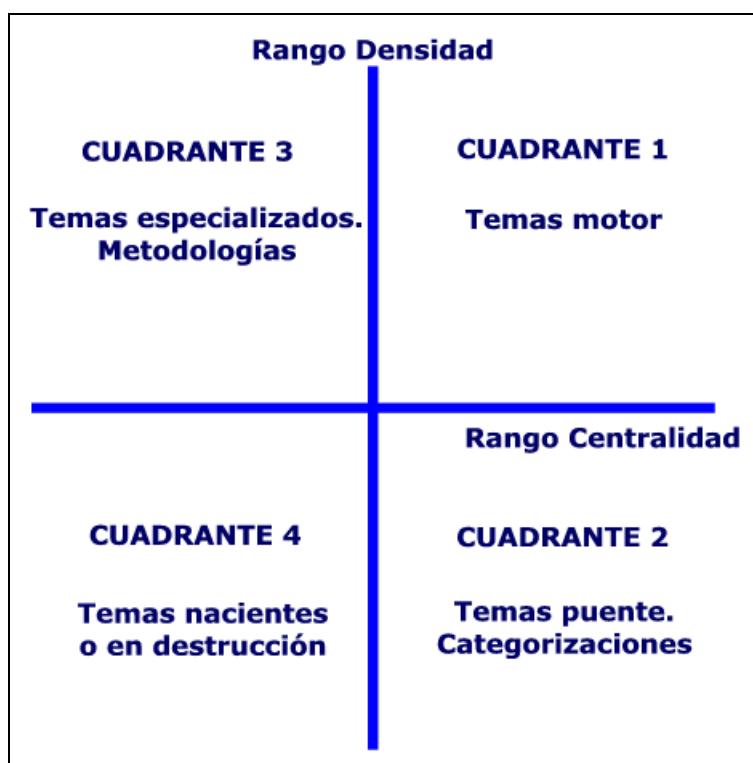 Rango Densidad
CUADRANTE 3
Temas especializados.
Metodologías
CUADRANTE 1
Temas motor
Rango Centralidad
CUADRANTE 4
Temas nacientes
o en destrucción
CUADRANTE 2
Temas puente.
Categorizaciones